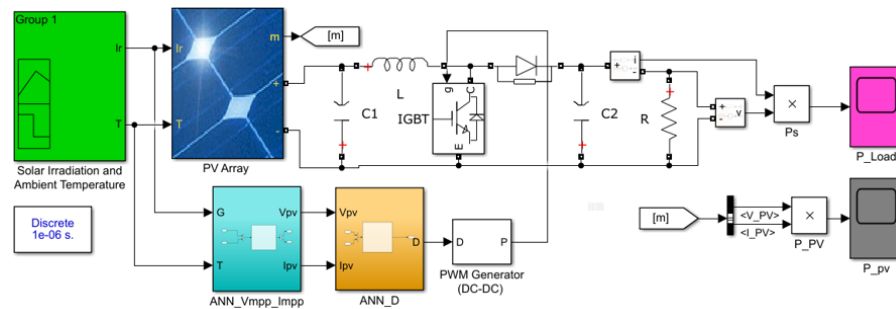 Group 1
Ir
T
Solar Irradiation and
Ambient Temperature
Ir
T
m
+
-
PV Array
[m]
+
L
C1
+
g
C
IGBT
E
C2
+
+
i
-
+
R
+
-
v
×
Ps
P_Load
Discrete
1e-06 s.
G
T
Vpv
Ipv
ANN_Vmpp_Impp
Vpv
Ipv
D
ANN_D
D
P
PWM Generator
(DC-DC)
[m]
<V_PV>
<I_PV>
×
P_PV
P_pv